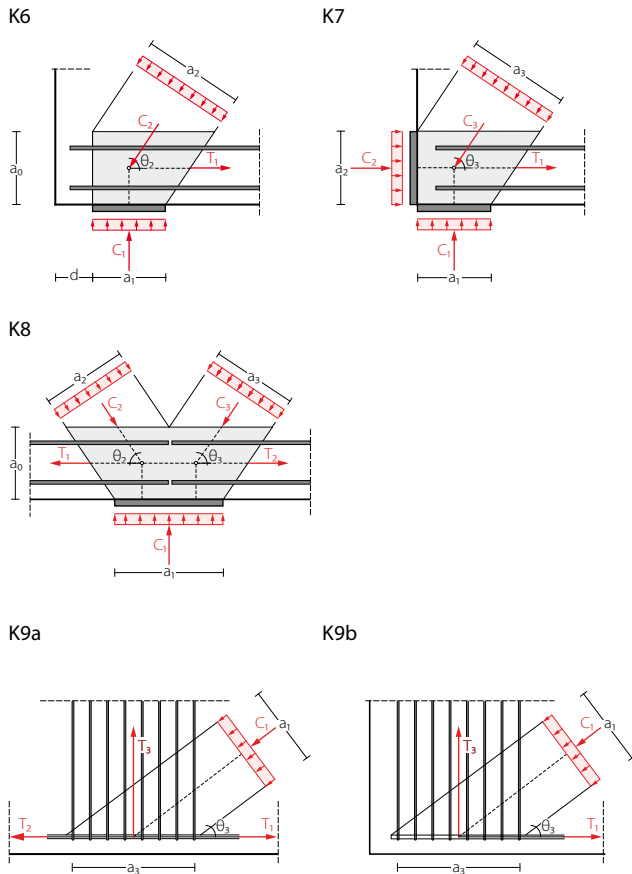 K6
K7
a₂
C₂
θ₂
T₁
a₀
C₁
d
a₁
a₃
C₃
θ₃
T₁
C₂
a₂
C₁
a₁
K8
a₂
a₃
C₂
C₃
T₁
θ₂
θ₃
T₂
a₀
C₁
a₁
K9a
K9b
C₁
a₁
T₃
θ₃
T₂
T₁
a₃
C₁
a₁
T₃
θ₃
T₁
a₃